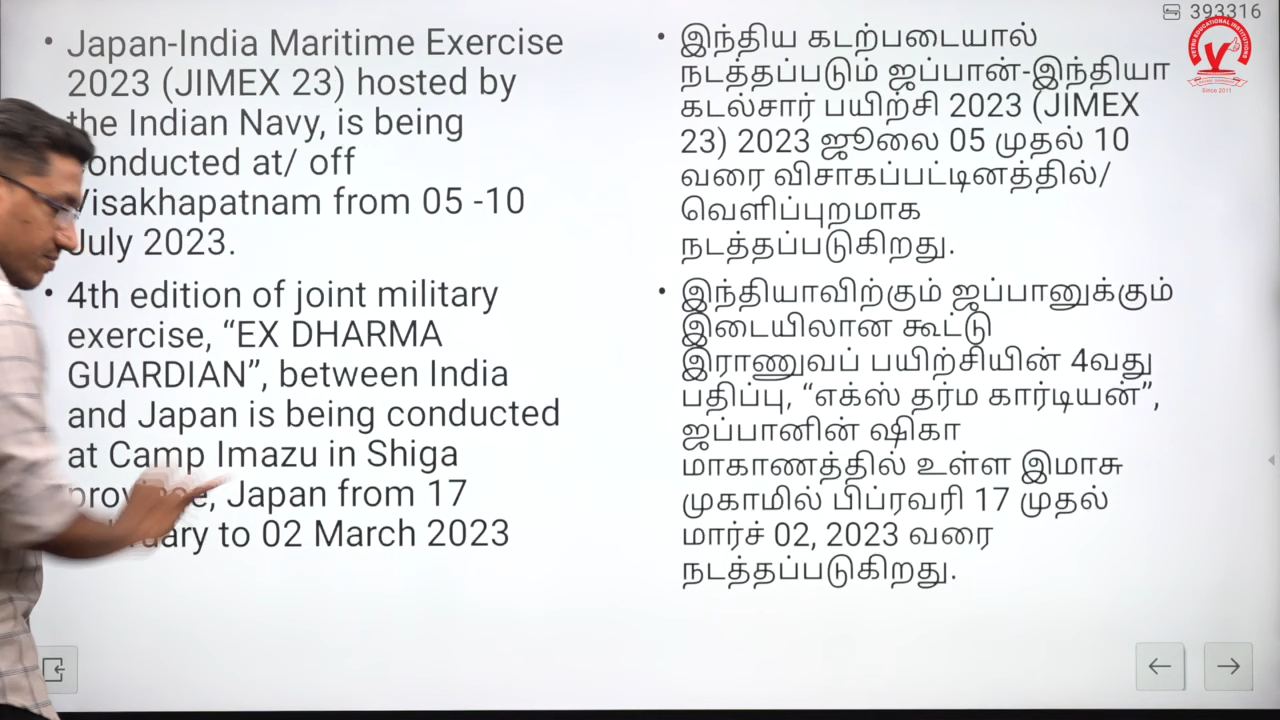 393316
VETRII EDUCATIONAL INSTITUTIONS
Since 2011
• Japan-India Maritime Exercise
2023 (JIMEX 23) hosted by
the Indian Navy, is being
conducted at/ off
Visakhapatnam from 05 -10
July 2023.
• 4th edition of joint military
exercise, “EX DHARMA
GUARDIAN”, between India
and Japan is being conducted
at Camp Imazu in Shiga
Japan from 17
to 02 March 2023
• இந்திய கடற்படையால்
நடத்தப்படும் ஜப்பான்-இந்தியா
கடல்சார் பயிற்சி 2023 (JIMEX
23) 2023 ஜூலை 05 முதல் 10
வரை விசாகப்பட்டினத்தில்/
வெளிப்புறமாக
நடத்தப்படுகிறது.
• இந்தியாவிற்கும் ஜப்பானுக்கும்
இடையிலான கூட்டு
இராணுவப் பயிற்சியின் 4வது
பதிப்பு, “எக்ஸ் தர்ம கார்டியன்”,
ஜப்பானின் ஷிகா
மாகாணத்தில் உள்ள இமாசு
முகாமில் பிப்ரவரி 17 முதல்
மார்ச் 02, 2023 வரை
நடத்தப்படுகிறது.